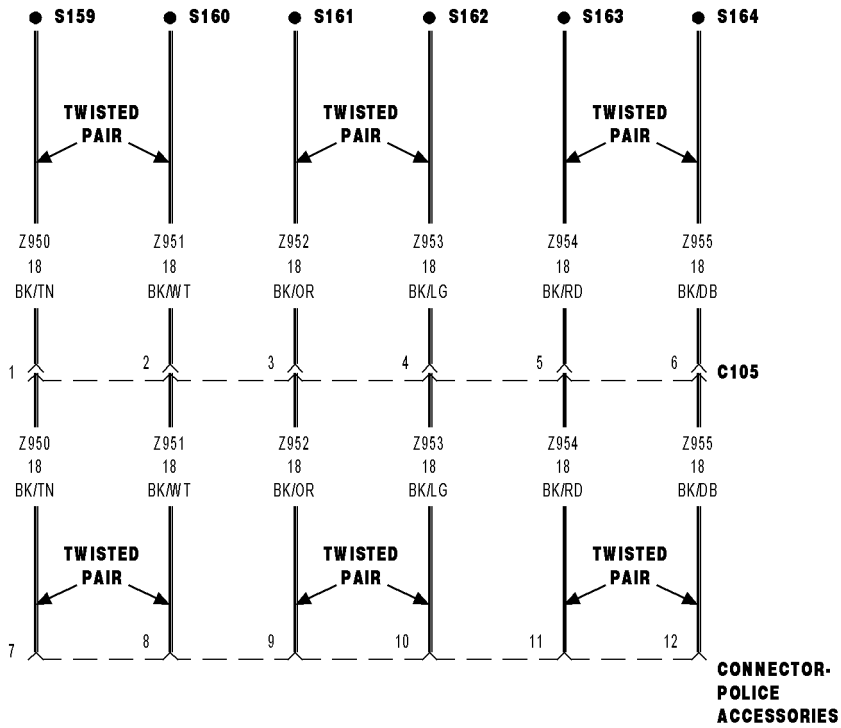 S159 S160 S161 S162 S163 S164
TWISTED PAIR TWISTED PAIR TWISTED PAIR
Z950 Z951 Z952 Z953 Z954 Z955
18 18 18 18 18 18
BK/TN BK/WT BK/OR BK/LG BK/RD BK/DB
1 2 3 4 5 6 C105
Z950 Z951 Z952 Z953 Z954 Z955
18 18 18 18 18 18
BK/TN BK/WT BK/OR BK/LG BK/RD BK/DB
TWISTED PAIR TWISTED PAIR TWISTED PAIR
7 8 9 10 11 12
CONNECTOR-
POLICE
ACCESSORIES